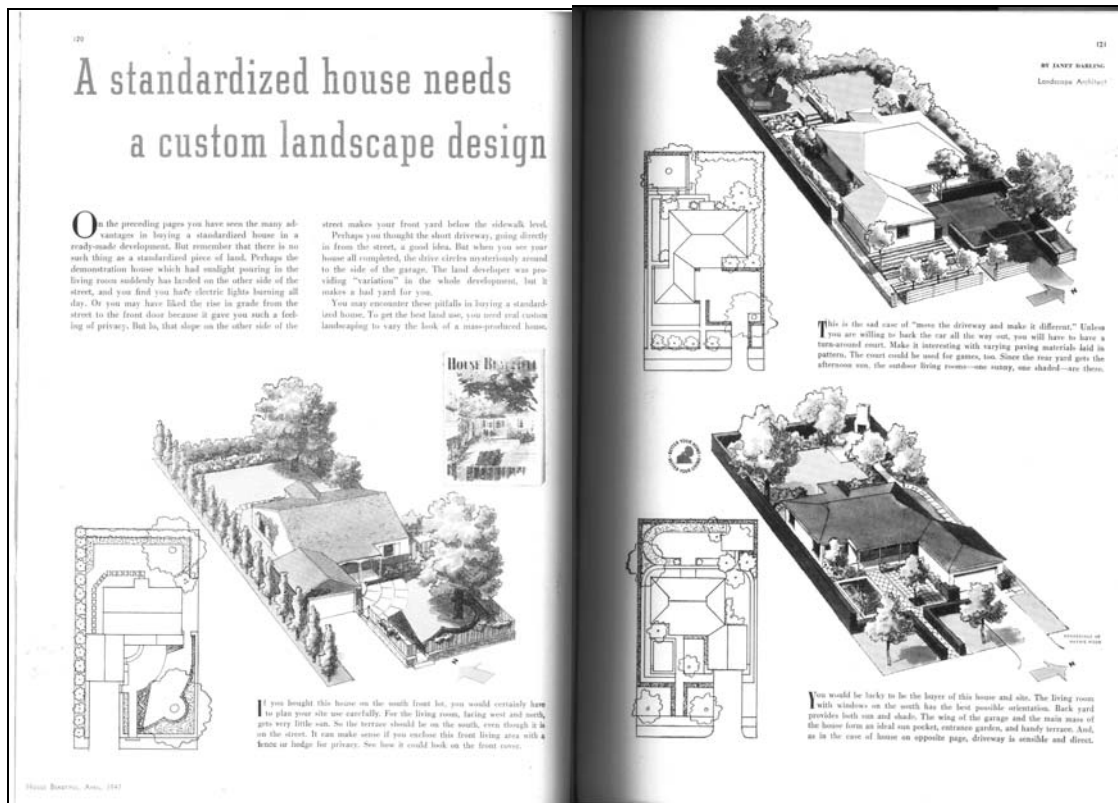 120
A standardized house needs
a custom landscape design
On the preceding pages you have seen the many ad-
vantages in buying a standardized house in a
ready-made development. But remember that there is no
such thing as a standardized piece of land. Perhaps the
demonstration house which had sunlight pouring in the
living room suddenly has landed on the other side of the
street, and you find you have electric lights burning all
day. Or you may have liked the rise in grade from the
street to the front door because it gave you such a feel-
ing of privacy. But lo, that slope on the other side of the
street makes your front yard below the sidewalk level.
Perhaps you thought the short driveway, going directly
in from the street, a good idea. But when you see your
house all completed, the drive circles mysteriously around
to the side of the garage. The land developer was pro-
viding "variation" in the whole development, but it
makes a bad yard for you.
You may encounter these pitfalls in buying a standard-
ized house. To get the best land use, you need real custom
landscaping to vary the look of a mass-produced house.
HOUSE BEAUTIFUL
N
If you bought this house on the south front lot, you would certainly have
to plan your site use carefully. For the living room, facing west and north,
gets very little sun. So the terrace should be on the south, even though it is
on the street. It can make sense if you enclose this front living area with a
fence or hedge for privacy. See how it could look on the front cover.
HOUSE BEAUTIFUL, APRIL, 1947
121
BY JANET DARLING
Landscape Architect
N
This is the sad case of "move the driveway and make it different." Unless
you are willing to back the car all the way out, you will have to have a
turn-around court. Make it interesting with varying paving materials laid in
pattern. The court could be used for games, too. Since the rear yard gets the
afternoon sun, the outdoor living rooms—one sunny, one shaded—are there.
BETTER YOUR HOME
BETTER YOUR LIVING
N
You would be lucky to be the buyer of this house and site. The living room
with windows on the south has the best possible orientation. Back yard
provides both sun and shade. The wing of the garage and the main mass of
the house form an ideal sun pocket, entrance garden, and handy terrace. And,
as in the case of house on opposite page, driveway is sensible and direct.